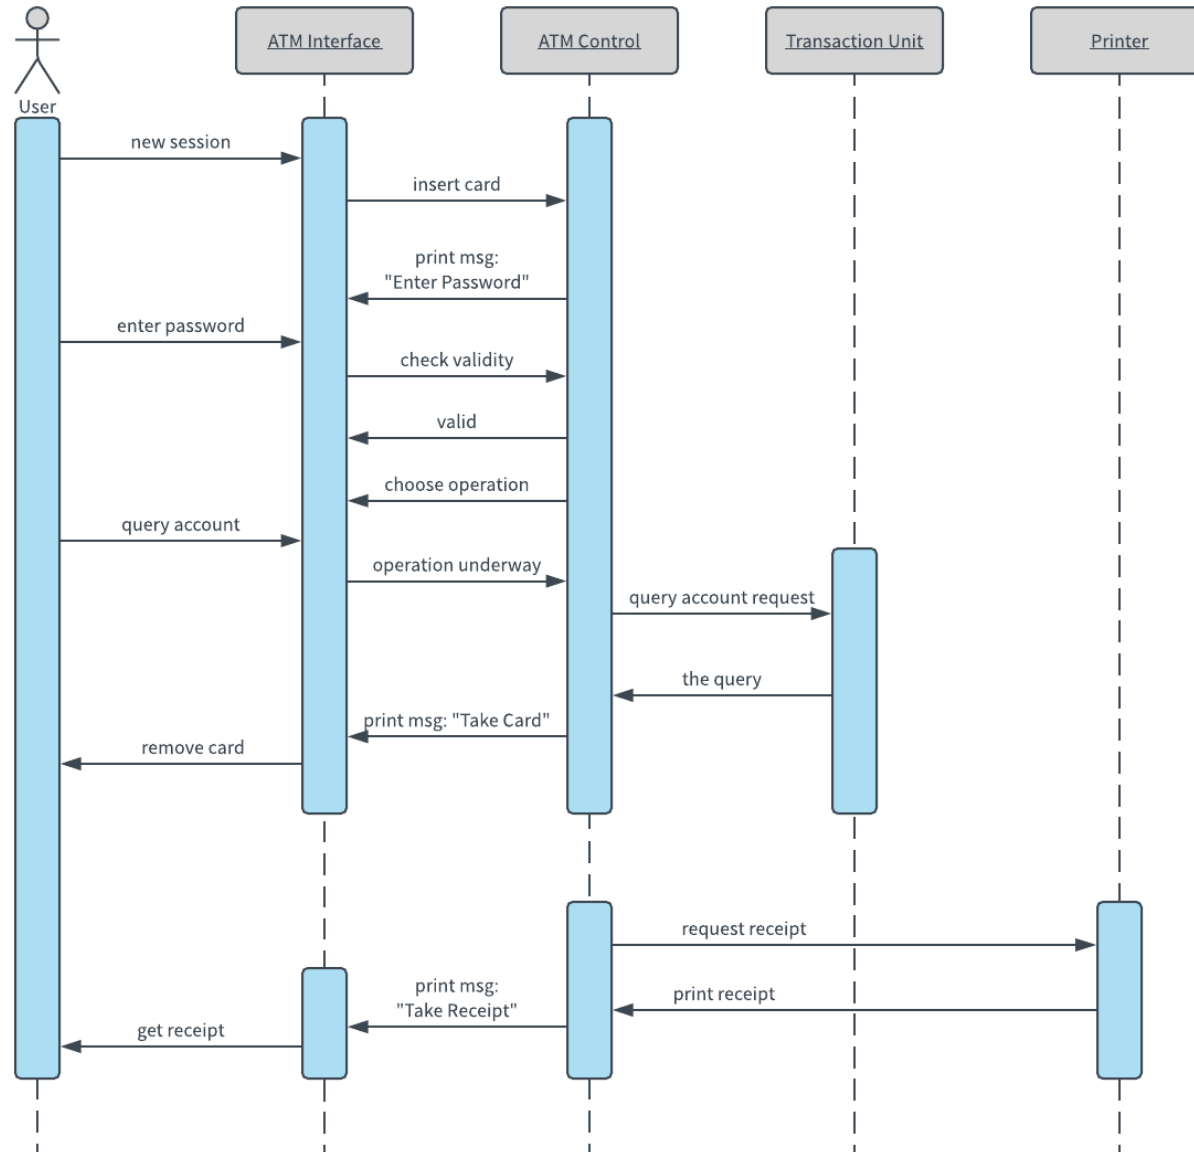 ATM Interface
ATM Control
Transaction Unit
Printer
User
new session
insert card
print msg:
"Enter Password"
enter password
check validity
valid
choose operation
query account
operation underway
query account request
the query
print msg: "Take Card"
remove card
request receipt
print msg:
"Take Receipt"
print receipt
get receipt